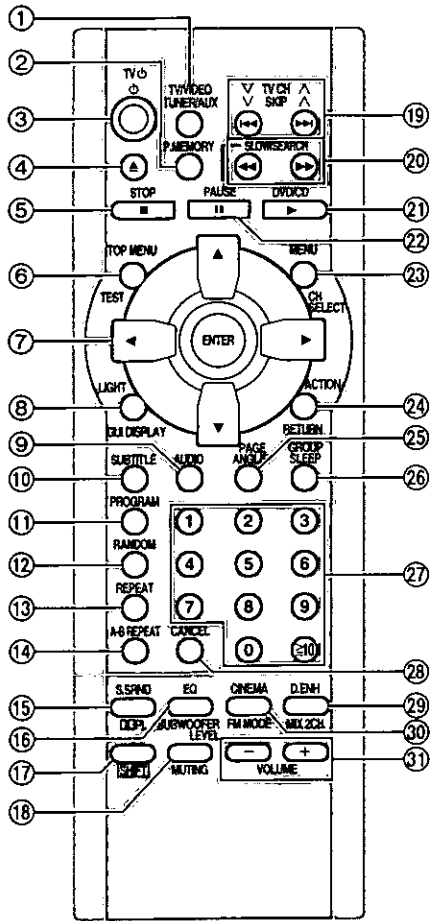 ①
②
TV⏻
⏻
TV/VIDEO
TUNER/AUX
∨ TV CH ∧
∨ SKIP ∧
③
⑲
P.MEMORY
SLOW/SEARCH
④
⑳
STOP
PAUSE
DVD/CD
⑤
㉑
㉒
TOP MENU
MENU
⑥
㉓
TEST
CH
SELECT
⑦
ENTER
LIGHT
ACTION
⑧
㉔
GUI DISPLAY
RETURN
⑨
㉕
SUBTITLE
AUDIO
PAGE
ANGLE
GROUP
SLEEP
⑩
㉖
PROGRAM
⑪
1 2 3
RANDOM
⑫
4 5 6
㉗
REPEAT
⑬
7 8 9
A-B REPEAT
CANCEL
⑭
0 ≥10
㉘
S.SRND
EQ
CINEMA
D.ENH
⑮
㉙
DGPL
SUBWOOFER
LEVEL
FM MODE
MIX 2CH
⑯
㉚
⑰
− +
㉛
SHIFT
MUTING
VOLUME
⑱